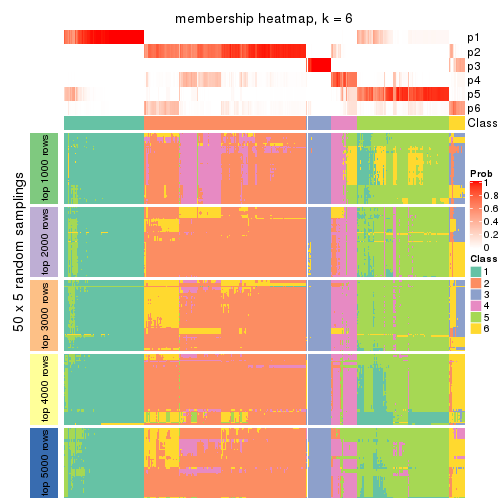 membership heatmap, k = 6
p1
p2
p3
p4
p5
p6
Class
50 x 5 random samplings
top 1000 rows
top 2000 rows
top 3000 rows
top 4000 rows
top 5000 rows
Prob
1
0.8
0.6
0.4
0.2
0
Class
1
2
3
4
5
6